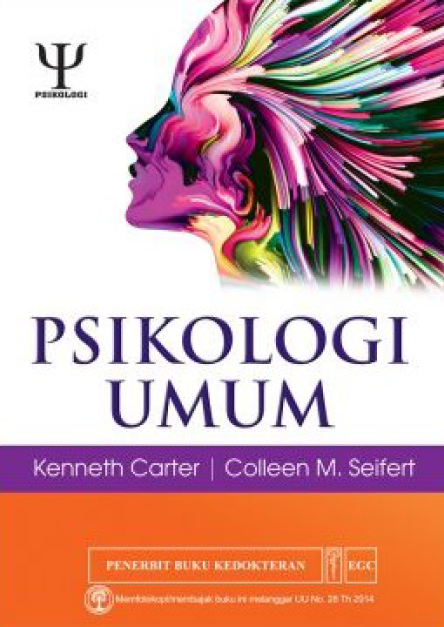 PSIKOLOGI
PSIKOLOGI
UMUM
Kenneth Carter | Colleen M. Seifert
PENERBIT BUKU KEDOKTERAN EGC
Memfotokopi/membajak buku ini melanggar UU No. 28 Th 2014